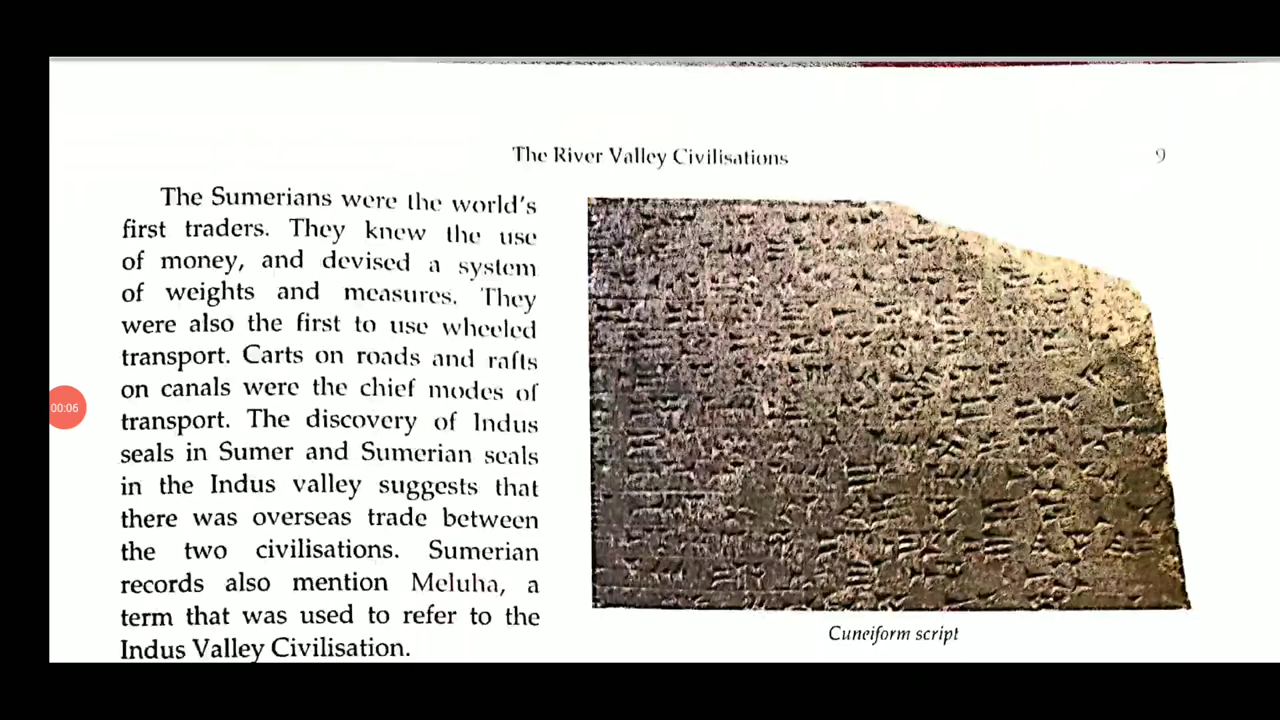 The River Valley Civilisations
9
The Sumerians were the world's
first traders. They knew the use
of money, and devised a system
of weights and measures. They
were also the first to use wheeled
transport. Carts on roads and rafts
on canals were the chief modes of
transport. The discovery of Indus
seals in Sumer and Sumerian seals
in the Indus valley suggests that
there was overseas trade between
the two civilisations. Sumerian
records also mention Meluha, a
term that was used to refer to the
Indus Valley Civilisation.
Cuneiform script
00:06